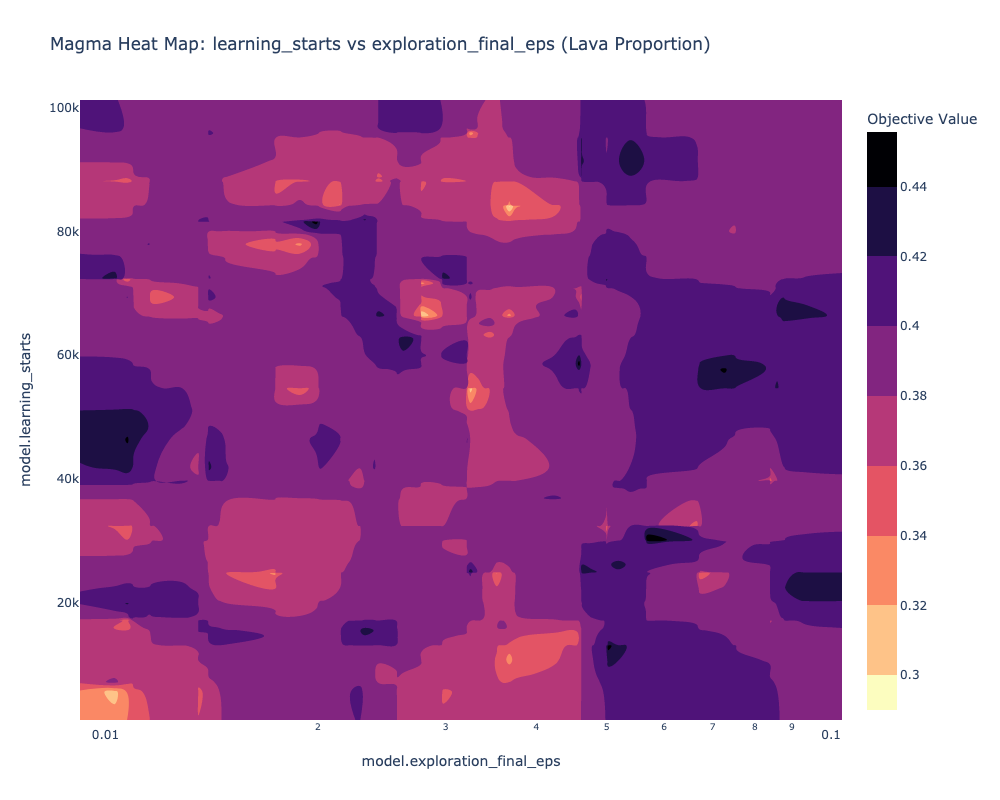 Magma Heat Map: learning_starts vs exploration_final_eps (Lava Proportion)
Objective Value
100k
80k
60k
40k
20k
model.learning_starts
0.44
0.42
0.4
0.38
0.36
0.34
0.32
0.3
0.01
2
3
4
5
6
7
8
9
0.1
model.exploration_final_eps